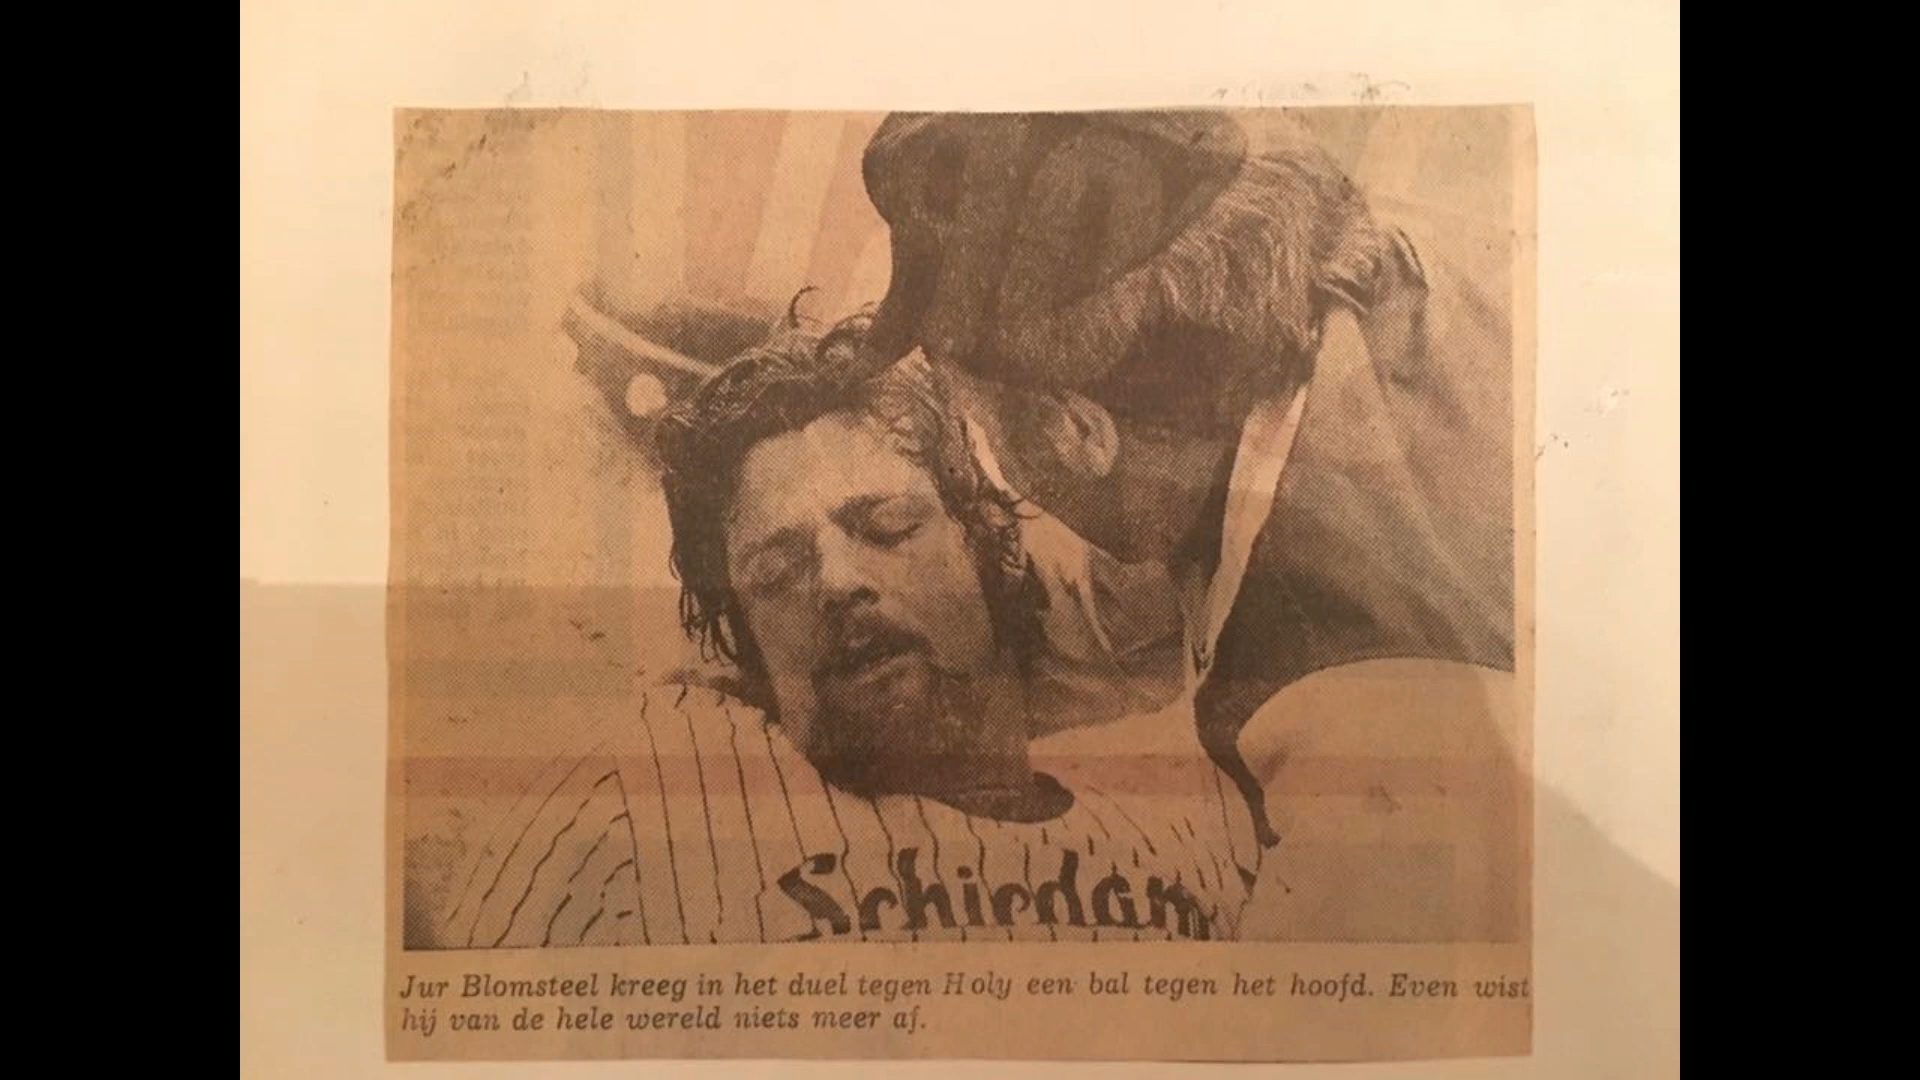 Schiedam
Jur Blomsteel kreeg in het duel tegen Holy een bal tegen het hoofd. Even wist
hij van de hele wereld niets meer af.